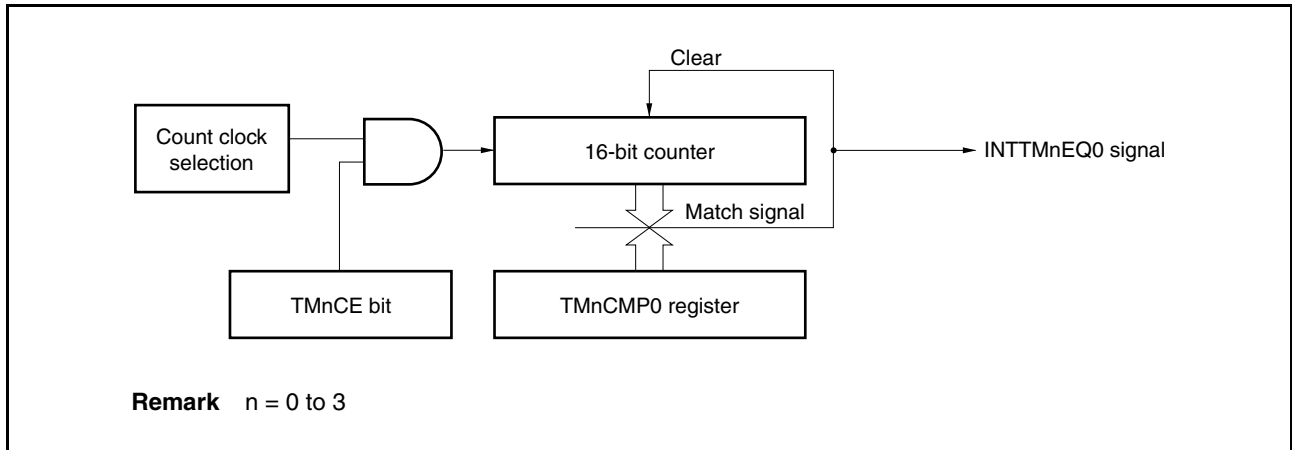 Clear
Count clock
selection
16-bit counter
INTTMnEQ0 signal
Match signal
TMnCE bit
TMnCMP0 register
Remark n = 0 to 3